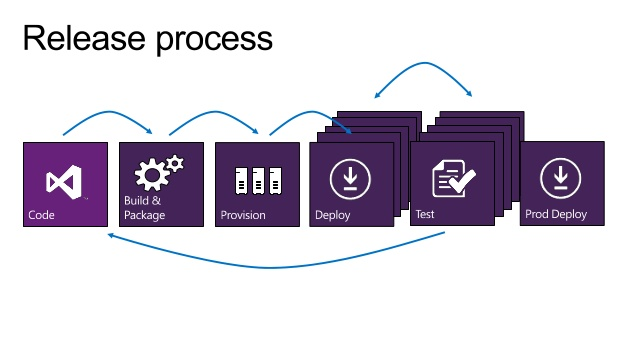 Release process
Code
Build &
Package
Provision
Deploy
Test
Prod Deploy